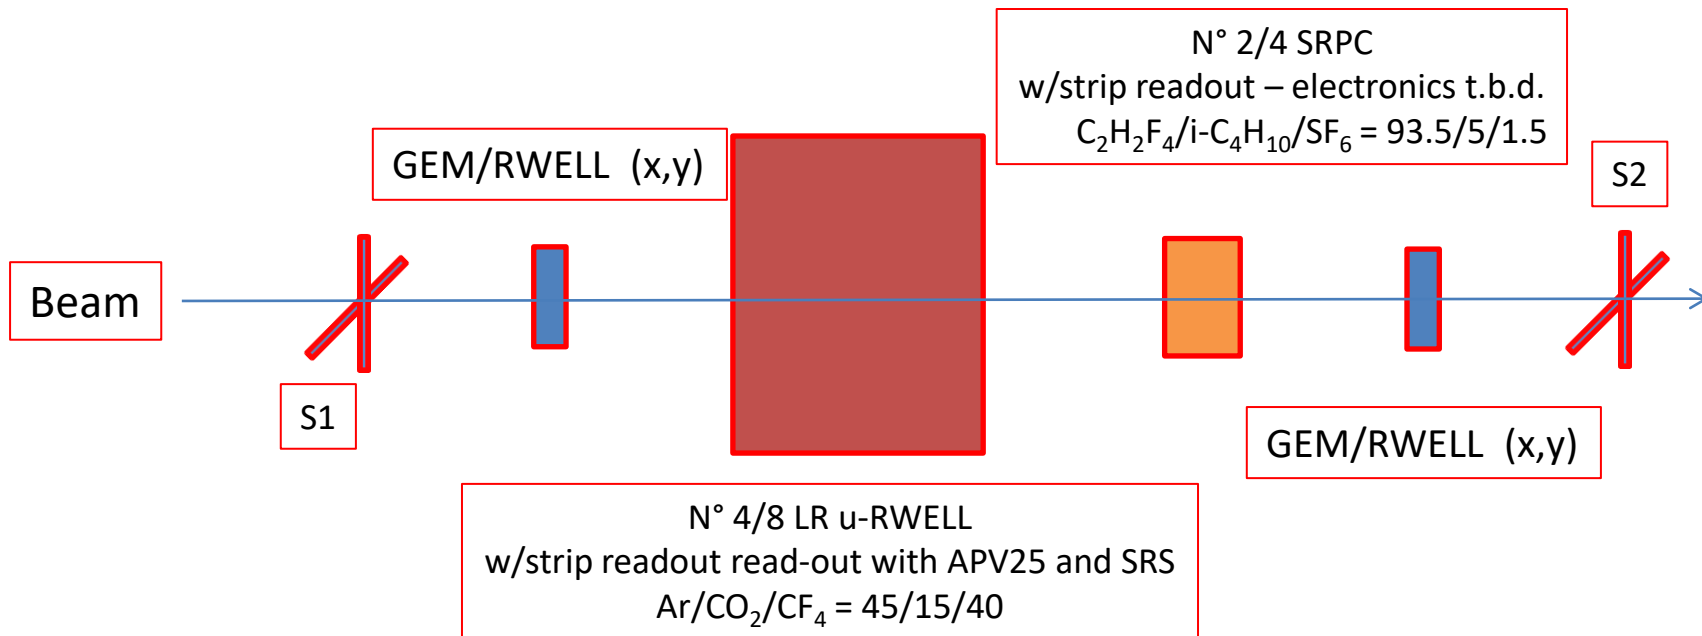 N° 2/4 SRPC
w/strip readout – electronics t.b.d.
C₂H₂F₄/i-C₄H₁₀/SF₆ = 93.5/5/1.5
GEM/RWELL (x,y)
S2
Beam
S1
GEM/RWELL (x,y)
N° 4/8 LR u-RWELL
w/strip readout read-out with APV25 and SRS
Ar/CO₂/CF₄ = 45/15/40